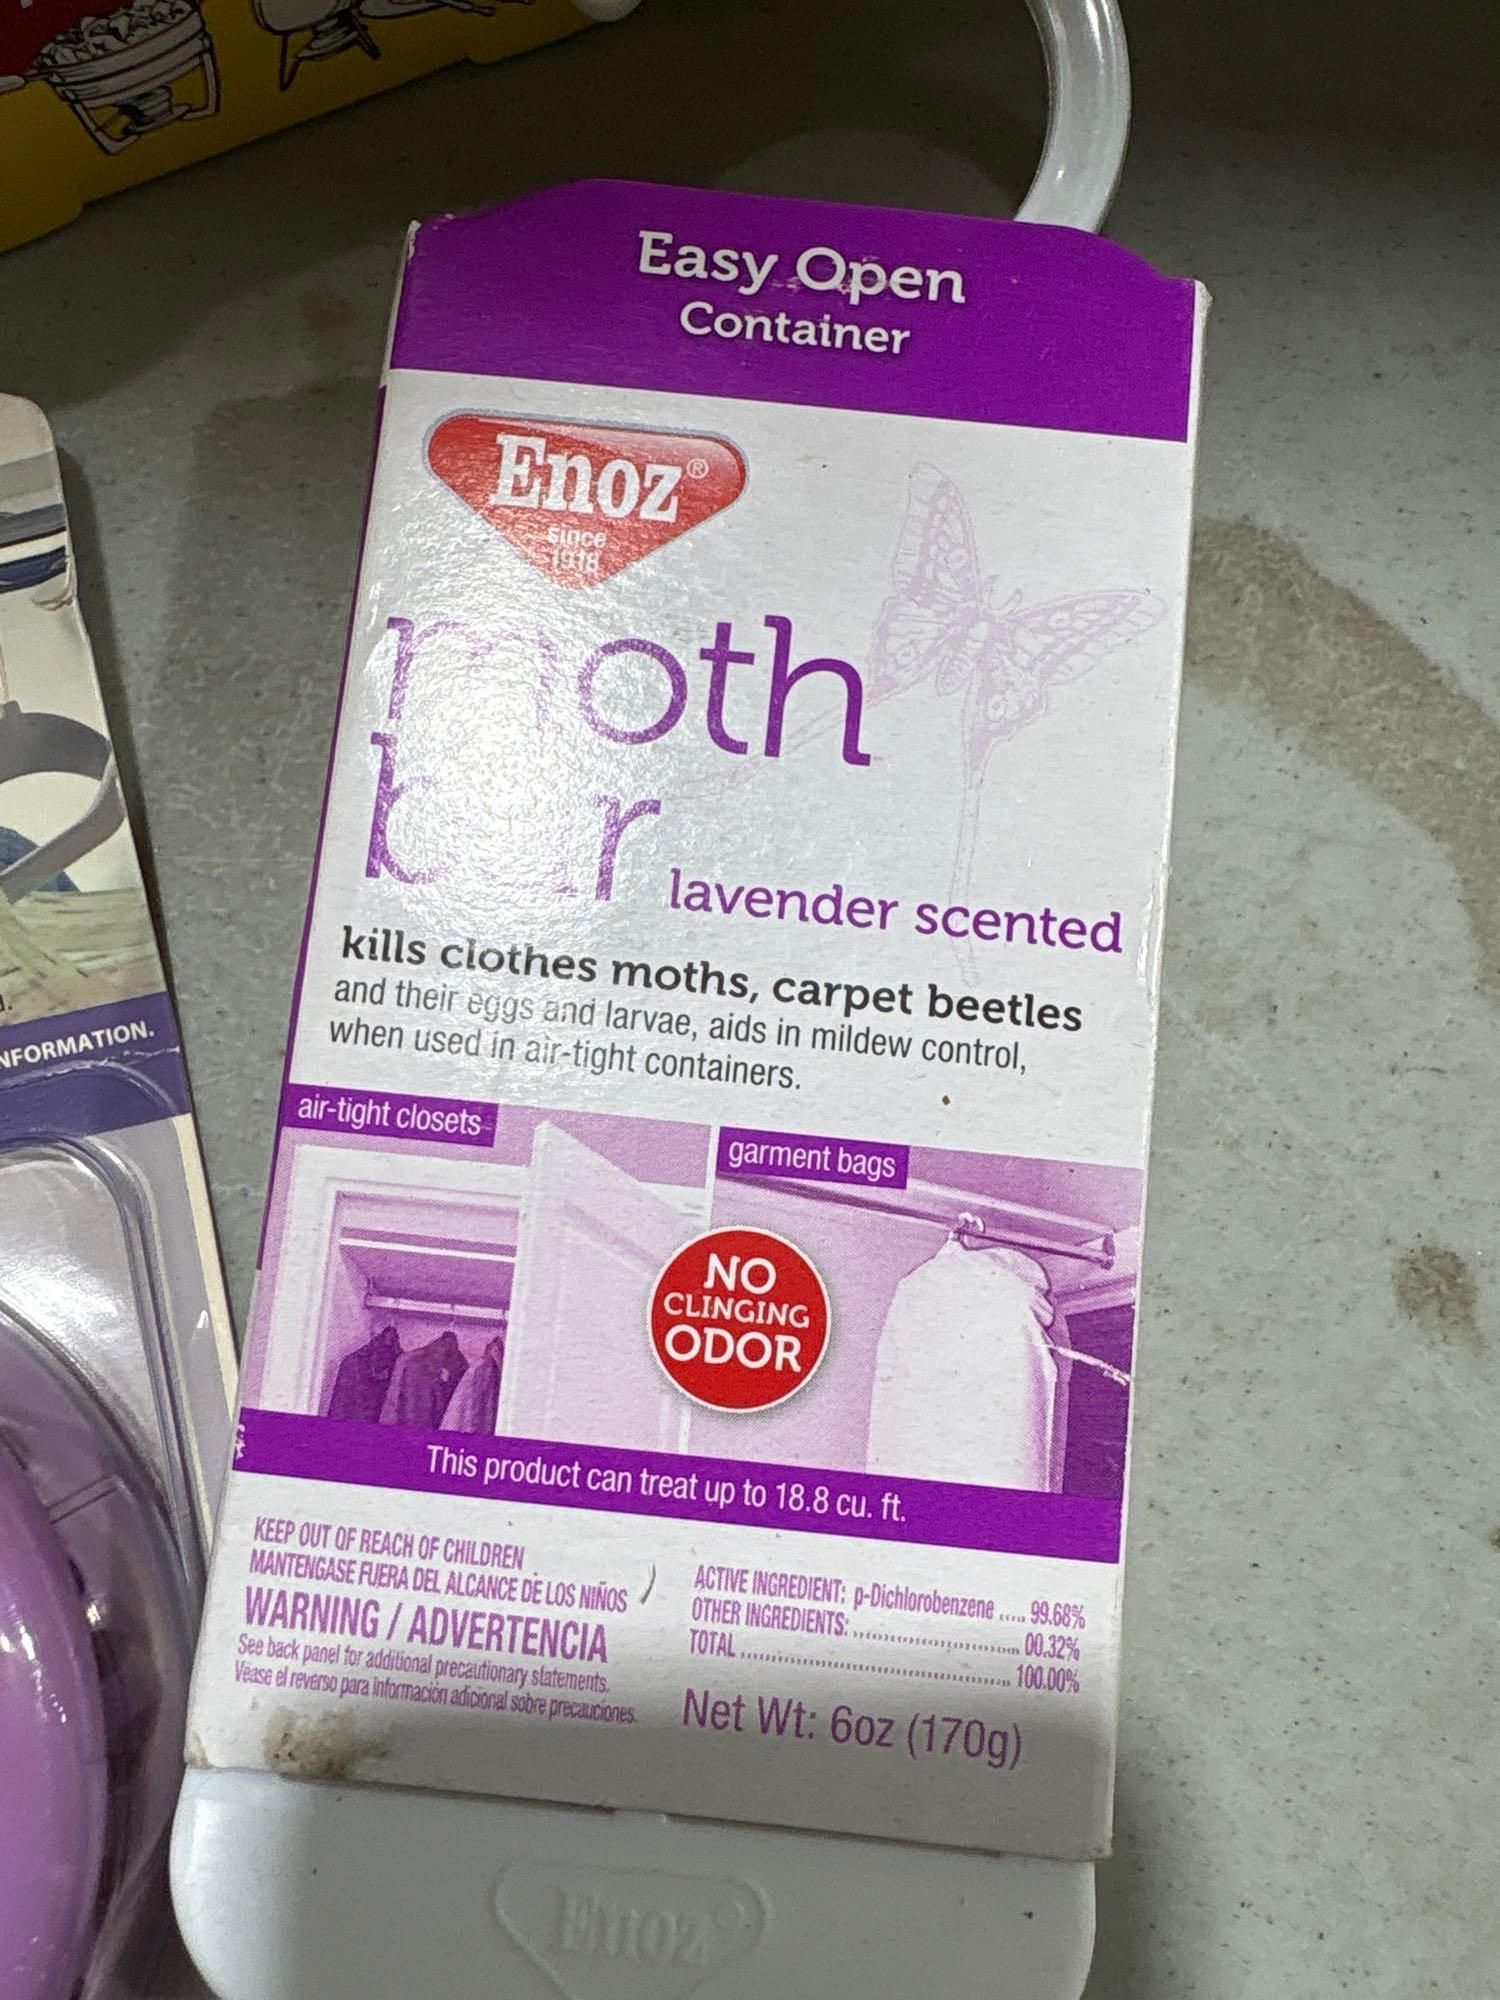 Easy Open
Container
Enoz®
since
1918
moth
bar lavender scented
kills clothes moths, carpet beetles
and their eggs and larvae, aids in mildew control,
when used in air-tight containers.
air-tight closets
garment bags
NO
CLINGING
ODOR
This product can treat up to 18.8 cu. ft.
KEEP OUT OF REACH OF CHILDREN
MANTENGASE FUERA DEL ALCANCE DE LOS NIÑOS
WARNING / ADVERTENCIA
See back panel for additional precautionary statements.
Véase el reverso para información adicional sobre precauciones.
ACTIVE INGREDIENT: p-Dichlorobenzene ..... 99.68%
OTHER INGREDIENTS: ........................ 00.32%
TOTAL ........................................ 100.00%
Net Wt: 6oz (170g)
Enoz®
NFORMATION.